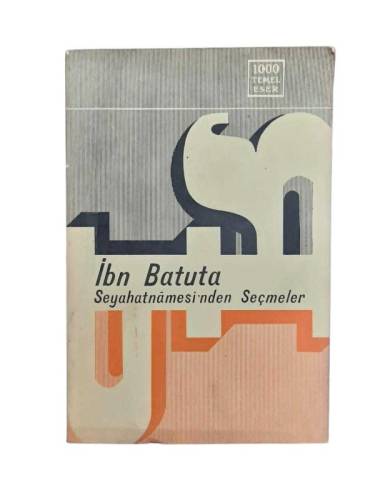 1000
TEMEL
ESER
İbn Batuta
Seyahatnâmesi'nden Seçmeler